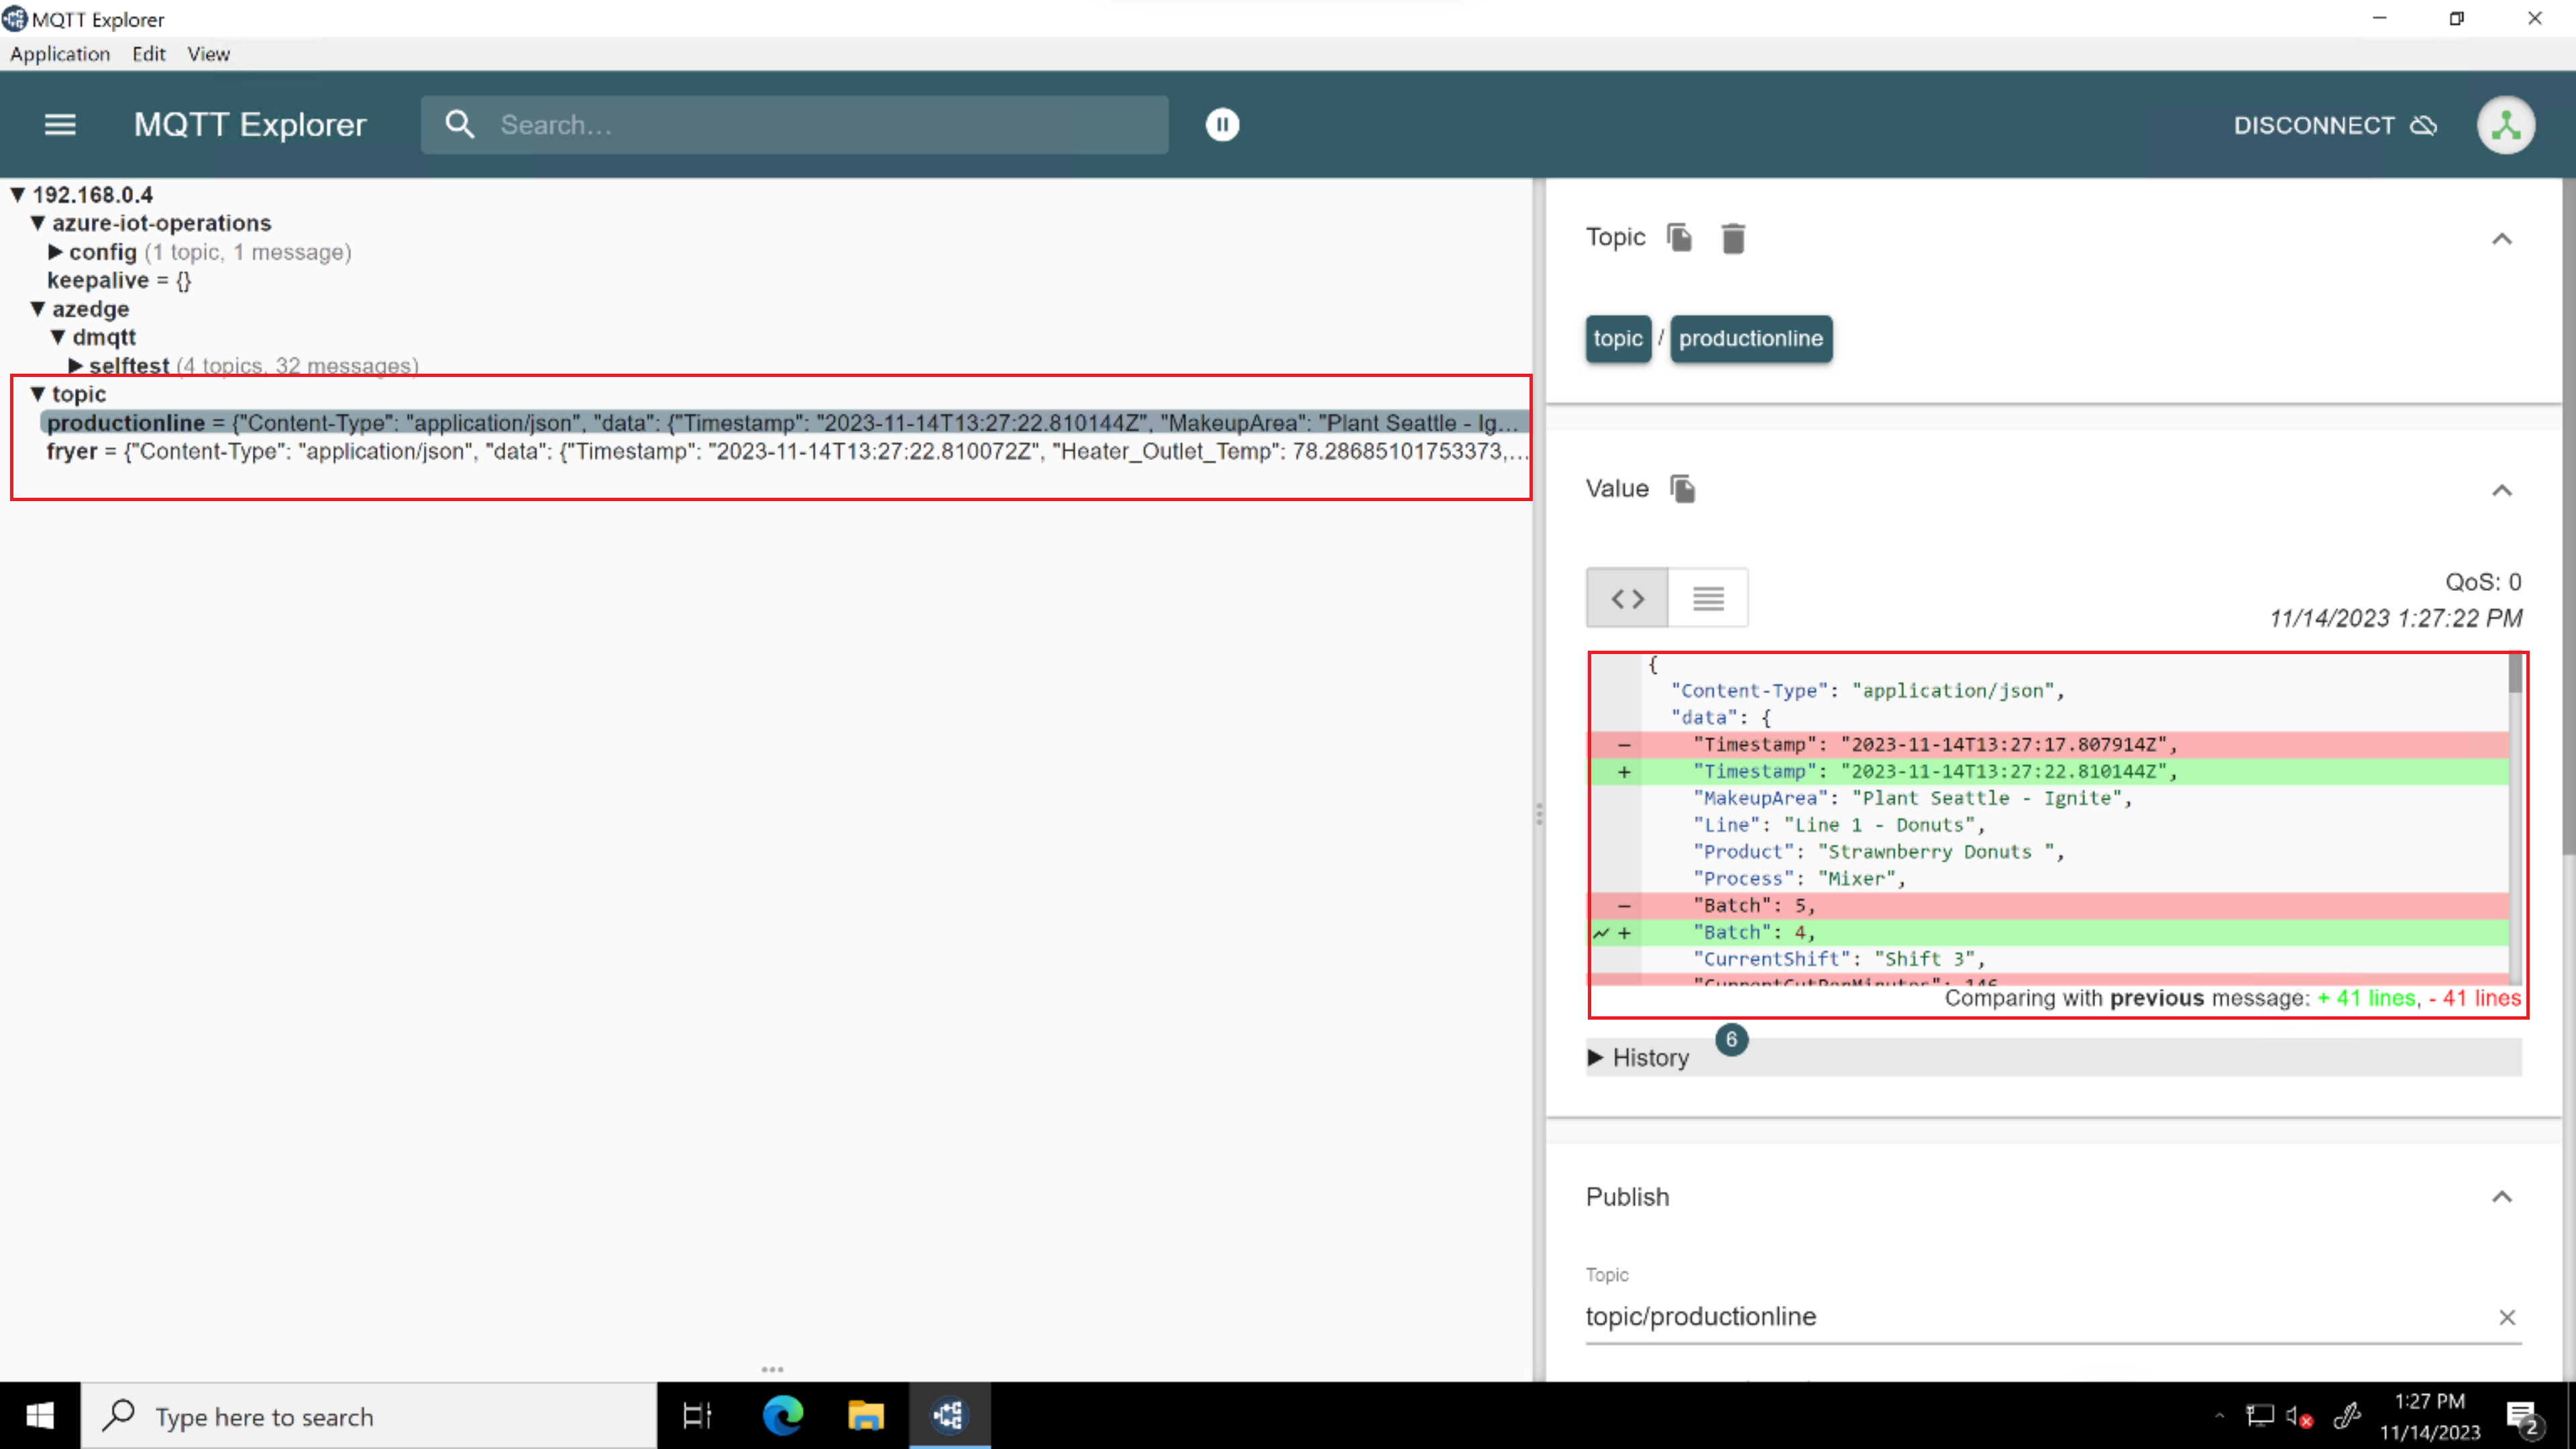 MQTT Explorer
Application Edit View
MQTT Explorer Search... DISCONNECT
▼ 192.168.0.4
▼ azure-iot-operations
▶ config (1 topic, 1 message)
keepalive = {}
▼ azedge
▼ dmqtt
▶ selftest (4 topics, 32 messages)
▼ topic
productionline = {"Content-Type": "application/json", "data": {"Timestamp": "2023-11-14T13:27:22.810144Z", "MakeupArea": "Plant Seattle - Ig...
fryer = {"Content-Type": "application/json", "data": {"Timestamp": "2023-11-14T13:27:22.810072Z", "Heater_Outlet_Temp": 78.28685101753373,...
Topic
topic / productionline
Value
QoS: 0
11/14/2023 1:27:22 PM
{
"Content-Type": "application/json",
"data": {
- "Timestamp": "2023-11-14T13:27:17.807914Z",
+ "Timestamp": "2023-11-14T13:27:22.810144Z",
"MakeupArea": "Plant Seattle - Ignite",
"Line": "Line 1 - Donuts",
"Product": "Strawnberry Donuts ",
"Process": "Mixer",
- "Batch": 5,
+ "Batch": 4,
"CurrentShift": "Shift 3",
Comparing with previous message: + 41 lines, - 41 lines
▶ History 6
Publish
Topic
topic/productionline
Type here to search
1:27 PM
11/14/2023
2